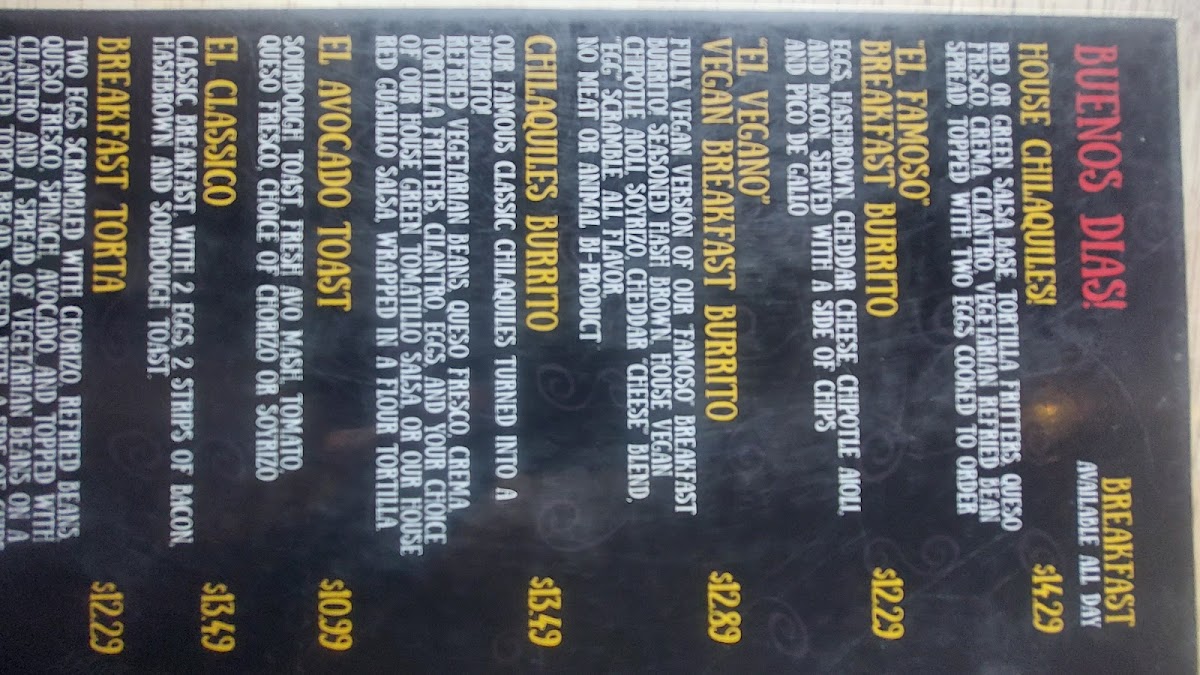 BUENOS DIAS!
BREAKFAST
AVAILABLE ALL DAY
HOUSE CHILAQUILES! $14.29
RED OR GREEN SALSA BASE, TORTILLA FRITTERS, QUESO
FRESCO, CREMA, CILANTRO, VEGETARIAN REFRIED BEAN
SPREAD, TOPPED WITH TWO EGGS COOKED TO ORDER
"EL FAMOSO"
BREAKFAST BURRITO $12.29
EGGS, HASHBROWN, CHEDDAR CHEESE, CHIPOTLE AIOLI,
AND BACON, SERVED WITH A SIDE OF CHIPS
AND PICO DE GALLO
"EL VEGANO"
VEGAN BREAKFAST BURRITO $12.89
FULLY VEGAN VERSION OF OUR "FAMOSO" BREAKFAST
BURRITO! SEASONED HASH BROWN, HOUSE VEGAN
CHIPOTLE AIOLI, SOYRIZO, CHEDDAR "CHEESE" BLEND,
"EGG" SCRAMBLE, ALL FLAVOR,
NO MEAT OR ANIMAL BI-PRODUCT
CHILAQUILES BURRITO $13.49
OUR FAMOUS CLASSIC CHILAQUILES TURNED INTO A
BURRITO!
REFRIED VEGETARIAN BEANS, QUESO FRESCO, CREMA,
TORTILLA FRITTERS, CILANTRO, EGGS, AND YOUR CHOICE
OF OUR HOUSE GREEN TOMATILLO SALSA, OR OUR HOUSE
RED GUAJILLO SALSA, WRAPPED IN A FLOUR TORTILLA
EL AVOCADO TOAST $10.99
SOURDOUGH TOAST, FRESH AVO MASH, TOMATO,
QUESO FRESCO, CHOICE OF CHORIZO OR SOYRIZO
EL CLASSICO $13.49
CLASSIC BREAKFAST, WITH 2 EGGS, 2 STRIPS OF BACON,
HASHBROWN AND SOURDOUGH TOAST.
BREAKFAST TORTA $12.29
TWO EGGS SCRAMBLED WITH CHORIZO, REFRIED BEANS,
QUESO FRESCO, SPINACH, AVOCADO, AND TOPPED WITH
CILANTRO AND A SPREAD OF VEGETARIAN BEANS ON A
TOASTED TORTA BREAD, SERVED WITH A SIDE OF CHIPS